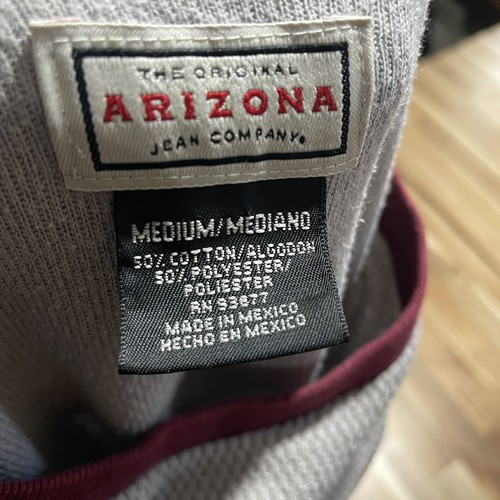 THE ORIGINAL
ARIZONA
JEAN COMPANY®
MEDIUM/MEDIANO
50% COTTON/ALGODON
50% POLYESTER/
POLIESTER
RN 93677
MADE IN MEXICO
HECHO EN MEXICO